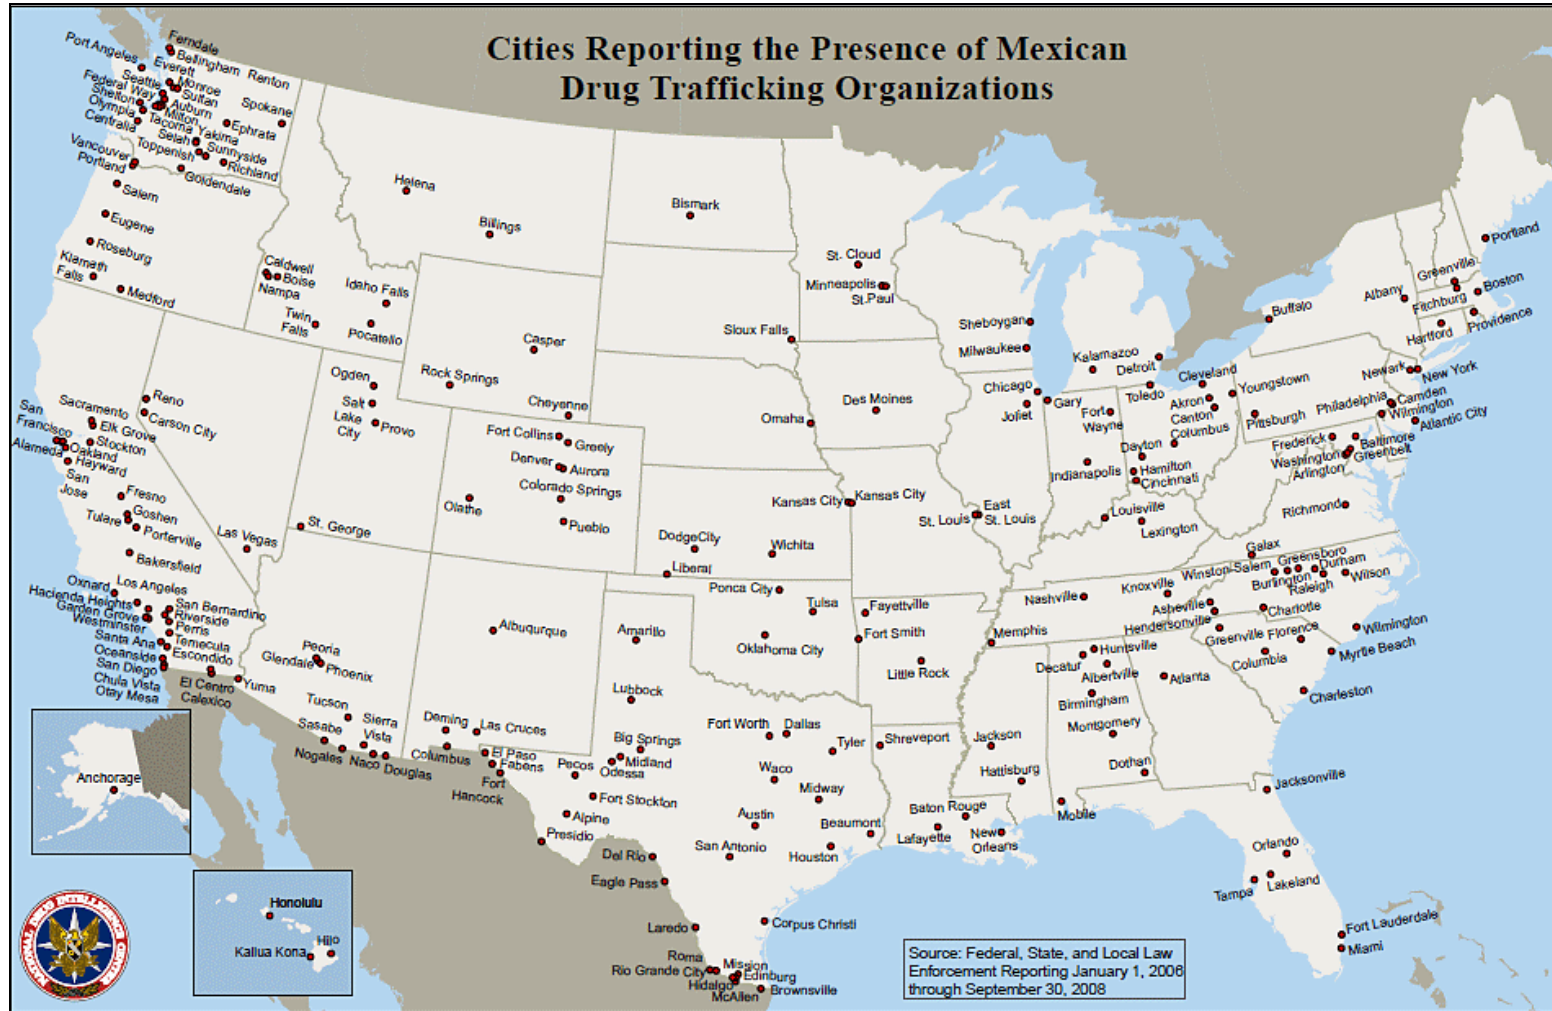 Cities Reporting the Presence of Mexican
Drug Trafficking Organizations
Port Angeles
Ferndale
Bellingham
Renton
Everett
Seattle
Monroe
Federal Way
Sultan
Spokane
Shelton
Auburn
Olympia
Milton
Ephrata
Centralia
Tacoma
Yakima
Selah
Sunnyside
Toppenish
Richland
Vancouver
Portland
Goldendale
Salem
Eugene
Roseburg
Klamath
Falls
Medford
Helena
Billings
Caldwell
Boise
Nampa
Idaho Falls
Twin
Falls
Pocatello
Bismark
St. Cloud
Minneapolis
St.Paul
Sioux Falls
Casper
Rock Springs
Cheyenne
Ogden
Salt
Lake
City
Provo
St. George
Reno
Carson City
Las Vegas
San
Francisco
Sacramento
Elk Grove
Stockton
Oakland
Alameda
Hayward
San
Jose
Fresno
Goshen
Tulare
Porterville
Bakersfield
Oxnard
Los Angeles
Hacienda Heights
San Bernardino
Garden Grove
Riverside
Westminster
Perris
Santa Ana
Temecula
Oceanside
Escondido
San Diego
Chula Vista
Otay Mesa
El Centro
Calexico
Yuma
Peoria
Glendale
Phoenix
Tucson
Sasabe
Sierra
Vista
Nogales
Naco
Douglas
Fort Collins
Greely
Denver
Aurora
Colorado Springs
Olathe
Pueblo
Albuqurque
Deming
Las Cruces
Columbus
El Paso
Fabens
Fort
Hancock
Omaha
Des Moines
Kansas City
Kansas City
DodgeCity
Wichita
Liberal
Ponca City
Tulsa
Oklahoma City
St. Louis
East
St. Louis
Fayettville
Fort Smith
Little Rock
Amarillo
Lubbock
Big Springs
Midland
Odessa
Pecos
Fort Stockton
Alpine
Presidio
Fort Worth
Dallas
Tyler
Waco
Midway
Austin
Beaumont
San Antonio
Houston
Del Rio
Eagle Pass
Laredo
Corpus Christi
Roma
Rio Grande City
Mission
Edinburg
Hidalgo
McAllen
Brownsville
Shreveport
Baton Rouge
Lafayette
New
Orleans
Jackson
Hattisburg
Memphis
Nashville
Knoxville
Sheboygan
Milwaukee
Chicago
Joliet
Gary
Fort
Wayne
Indianapolis
Kalamazoo
Detroit
Toledo
Cleveland
Youngstown
Akron
Canton
Columbus
Dayton
Hamilton
Cincinnati
Louisville
Lexington
Buffalo
Albany
Greenville
Portland
Fitchburg
Boston
Hartford
Providence
Newark
New York
Pittsburgh
Philadelphia
Camden
Wilmington
Atlantic City
Frederick
Baltimore
Washington
Greenbelt
Arlington
Richmond
Galax
Winston-Salem
Greensboro
Durham
Burlington
Raleigh
Wilson
Asheville
Hendersonville
Charlotte
Wilmington
Greenville
Florence
Columbia
Myrtle Beach
Charleston
Decatur
Huntsville
Albertville
Birmingham
Montgomery
Dothan
Mobile
Atlanta
Jacksonville
Orlando
Tampa
Lakeland
Fort Lauderdale
Miami
Anchorage
Honolulu
Kailua Kona
Hilo
Source: Federal, State, and Local Law
Enforcement Reporting January 1, 2006
through September 30, 2008